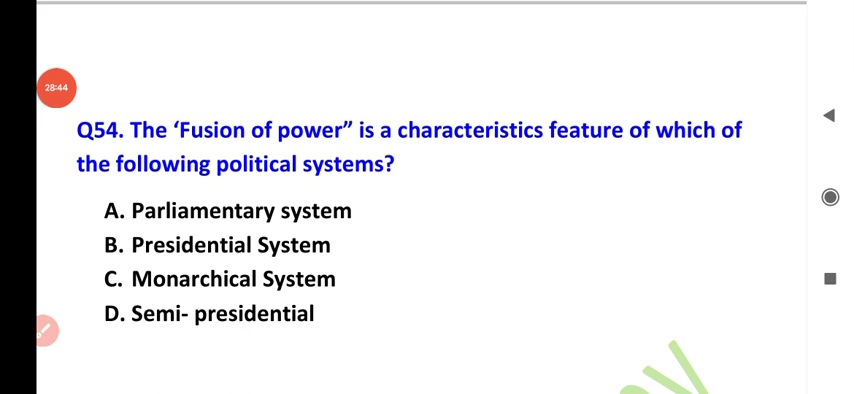 28:44
Q54. The ‘Fusion of power” is a characteristics feature of which of
the following political systems?
A. Parliamentary system
B. Presidential System
C. Monarchical System
D. Semi- presidential